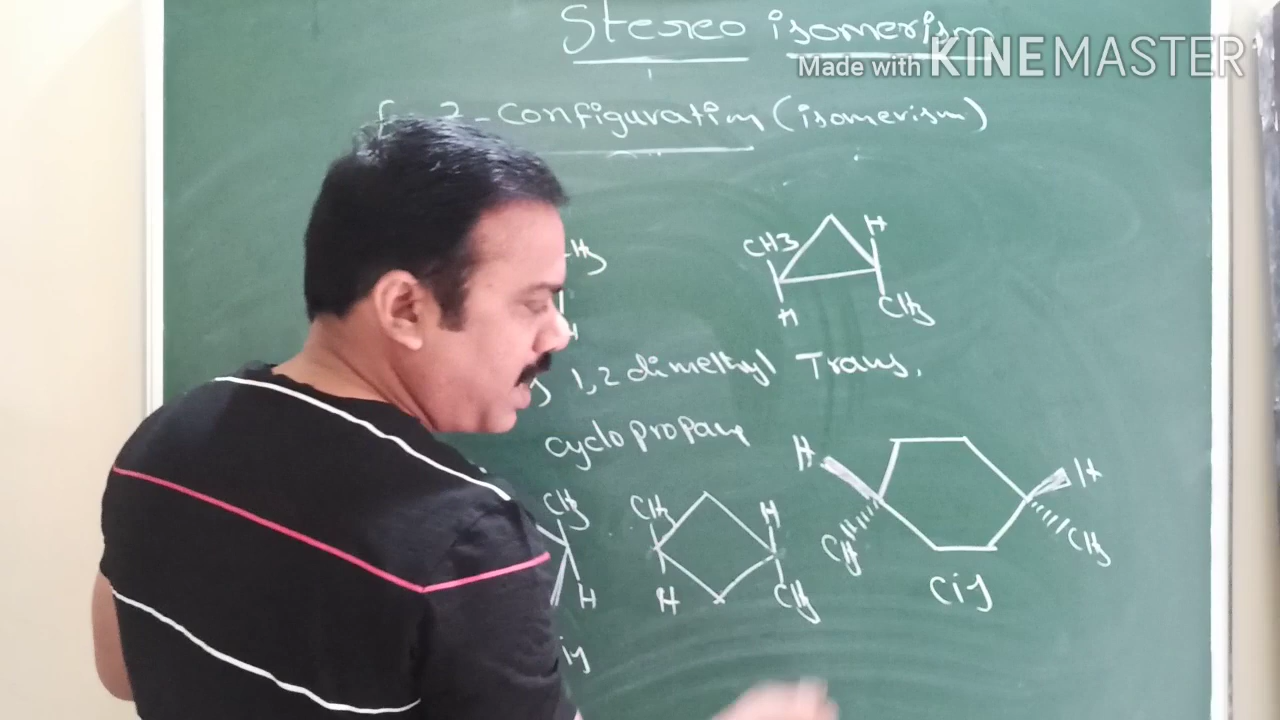 Stereo isomerism
Made with KINEMASTER
Configuration (isomerism)
CH3
H
H
CH3
1,2 dimethyl Trans.
cyclopropane
CH3
H
CH3
H
H
CH3
H
CH
H
CH3
Cis